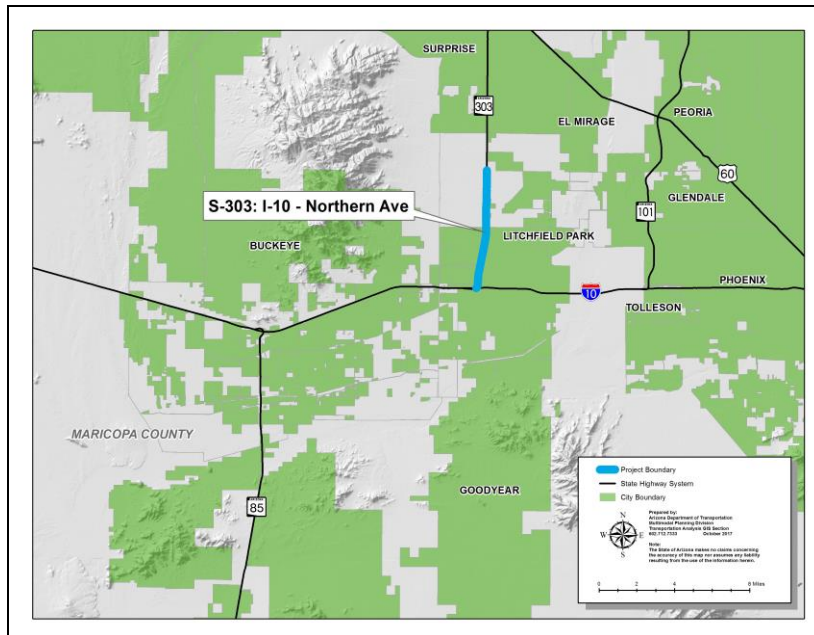 SURPRISE
303
EL MIRAGE
PEORIA
60
S-303: I-10 - Northern Ave
GLENDALE
101
LITCHFIELD PARK
BUCKEYE
PHOENIX
10
TOLLESON
MARICOPA COUNTY
GOODYEAR
85
Project Boundary
State Highway System
City Boundary
Prepared by:
Arizona Department of Transportation
Multimodal Planning Division
Transportation Analysis GIS Section
602.712.7333 October 2017
N
W E
S
Note:
The State of Arizona makes no claims concerning
the accuracy of this map nor assumes any liability
resulting from the use of the information herein.
0 2 4 8 Miles